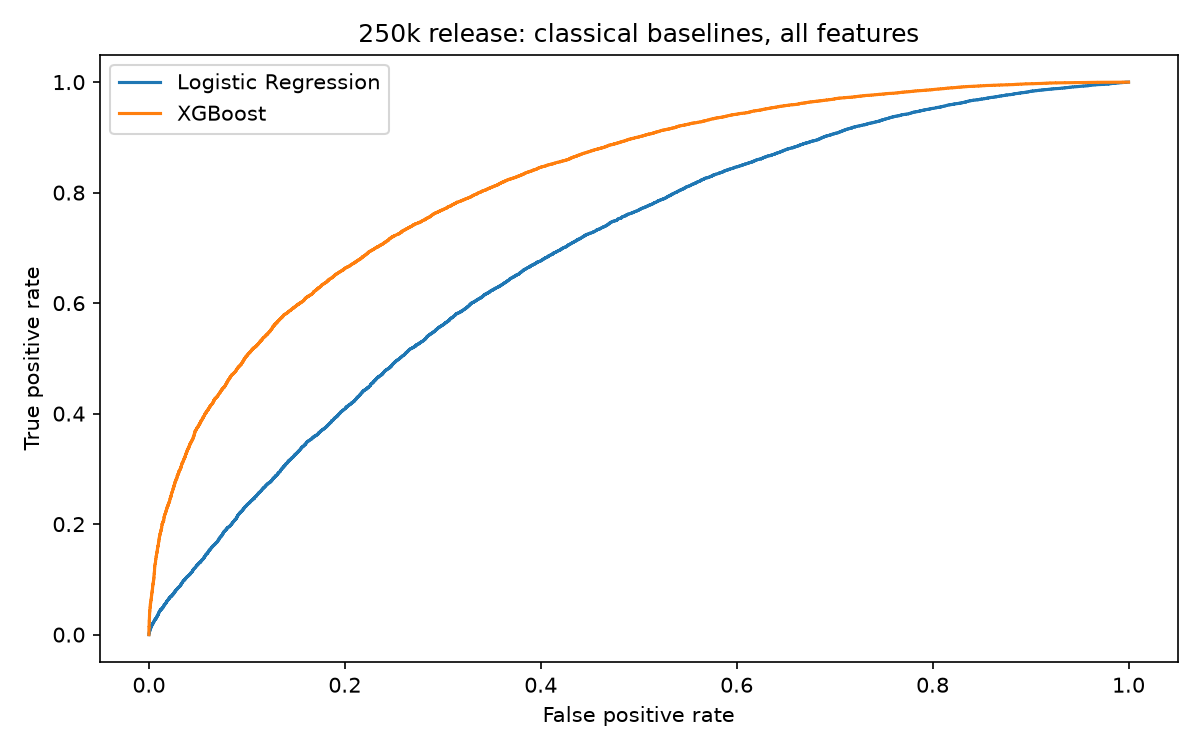 250k release: classical baselines, all features
Logistic Regression
XGBoost
True positive rate
1.0
0.8
0.6
0.4
0.2
0.0
0.0 0.2 0.4 0.6 0.8 1.0
False positive rate